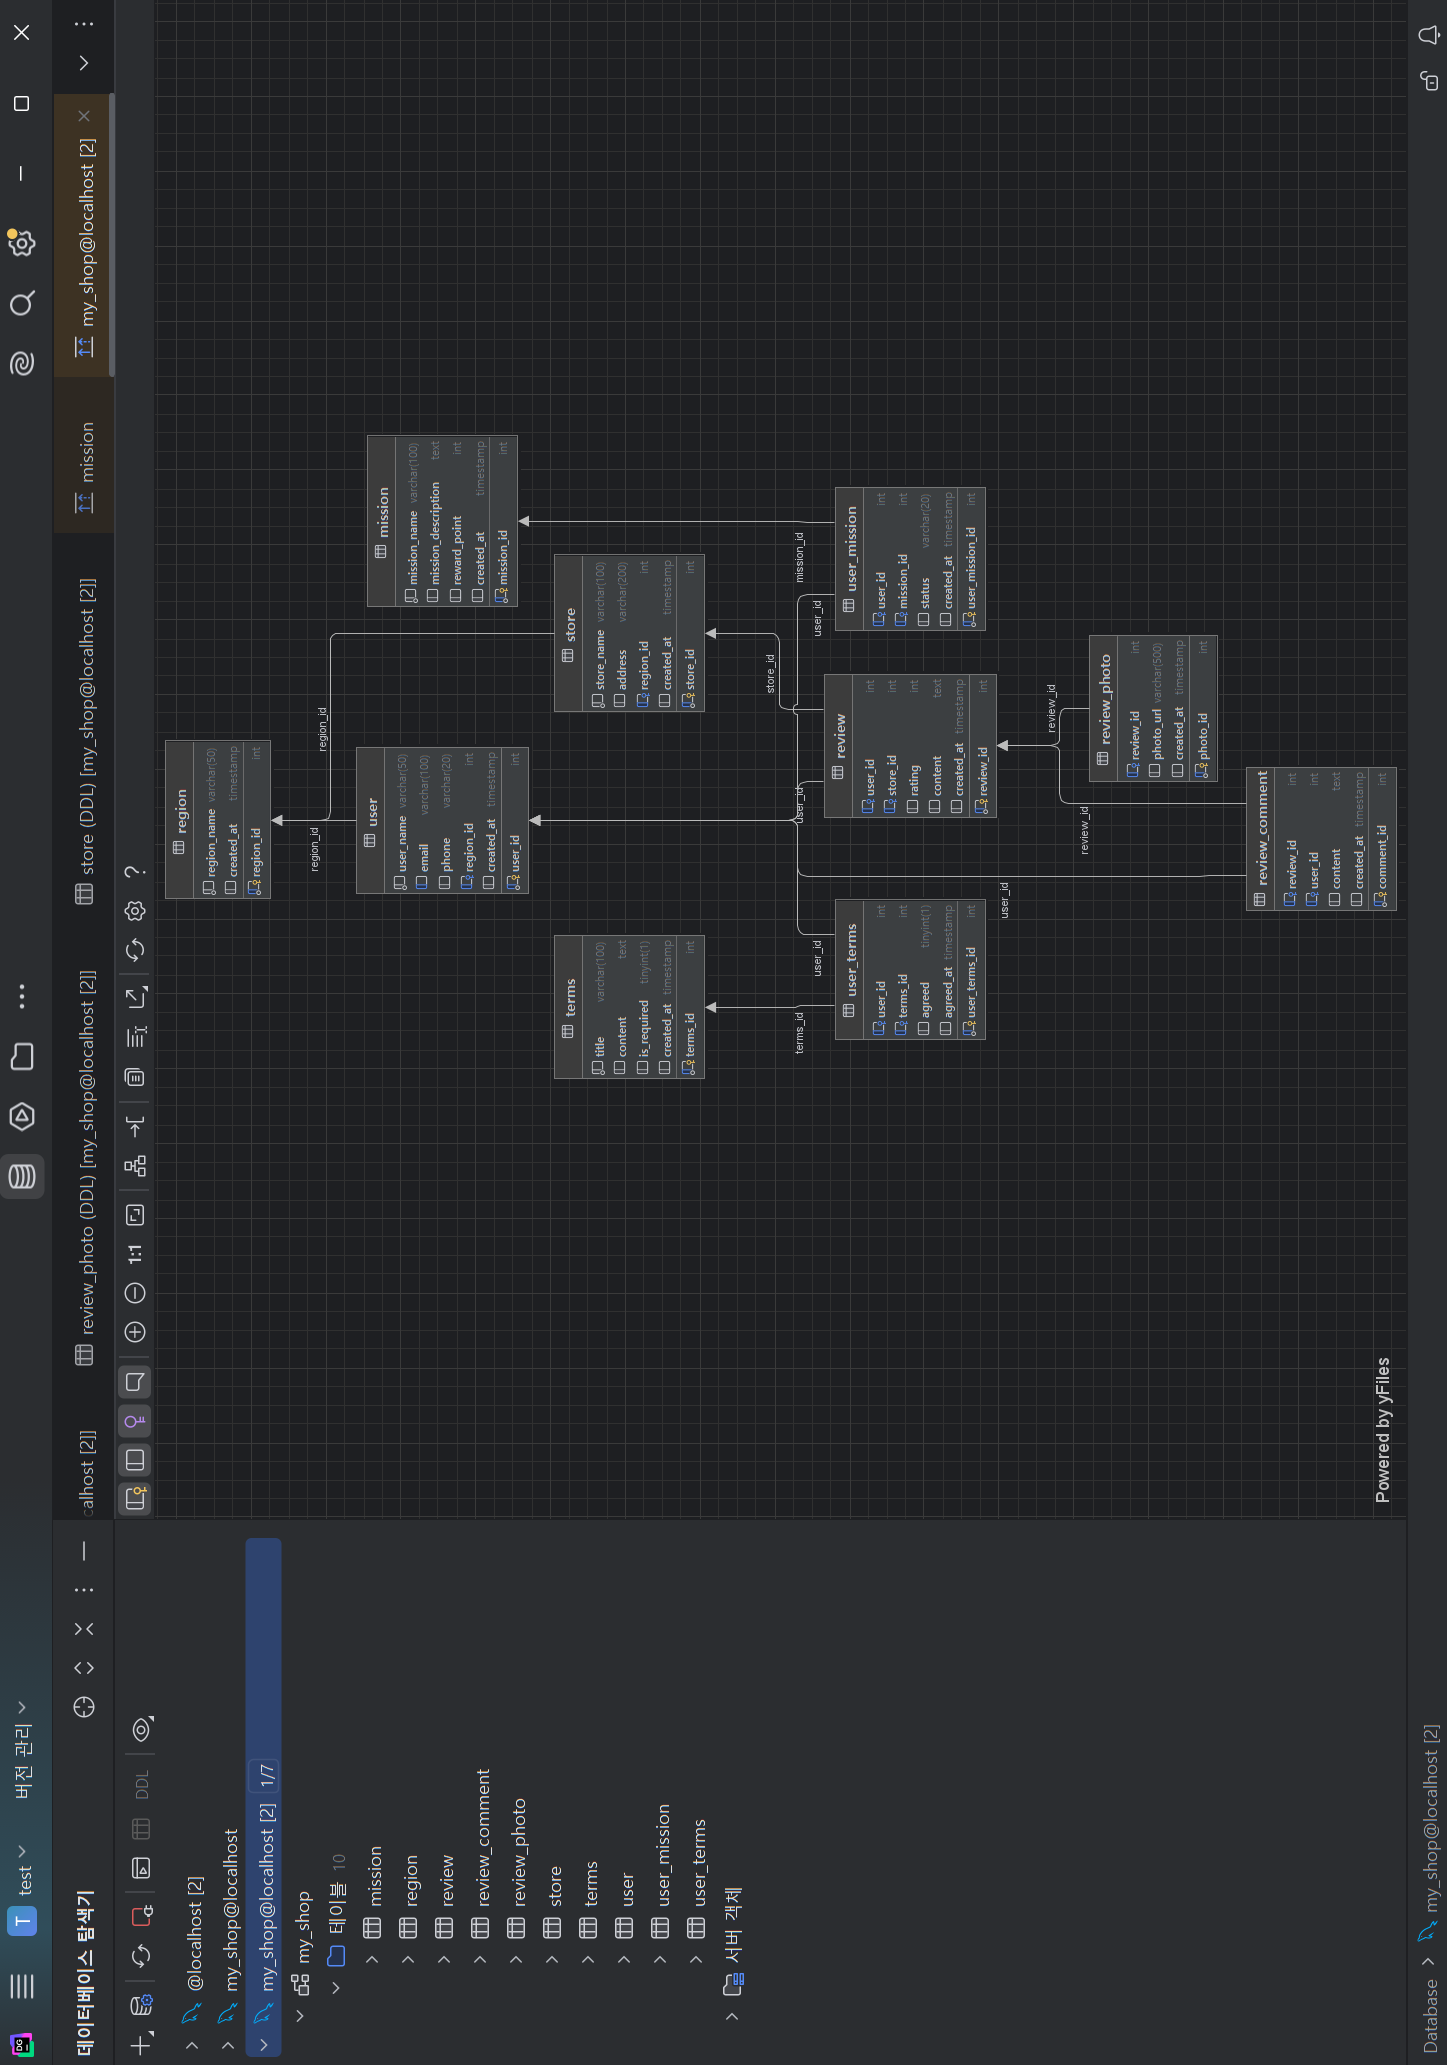 DG
T
test
버전 관리
데이터베이스 탐색기
calhost [2]]
review_photo (DDL) [my_shop@localhost [2]]
store (DDL) [my_shop@localhost [2]]
mission
my_shop@localhost [2]
DDL
1:1
?
@localhost [2]
my_shop@localhost
my_shop@localhost [2] 1/7
my_shop
테이블 10
mission
region
review
review_comment
review_photo
store
terms
user
user_mission
user_terms
서버 객체
region
region_name varchar(50)
created_at timestamp
region_id int
region_id
region_id
user
user_name varchar(50)
email varchar(100)
phone varchar(20)
region_id int
created_at timestamp
user_id int
mission
mission_name varchar(100)
mission_description text
reward_point int
created_at timestamp
mission_id int
terms
title varchar(100)
content text
is_required tinyint(1)
created_at timestamp
terms_id int
store
store_name varchar(100)
address varchar(200)
region_id int
created_at timestamp
store_id int
terms_id
user_id
user_id
store_id
user_id
mission_id
user_terms
user_id int
terms_id int
agreed tinyint(1)
agreed_at timestamp
user_terms_id int
review
user_id int
store_id int
rating int
content text
created_at timestamp
review_id int
user_mission
user_id int
mission_id int
status varchar(20)
created_at timestamp
user_mission_id int
user_id
review_id
review_id
review_photo
review_id int
photo_url varchar(500)
created_at timestamp
photo_id int
review_comment
review_id int
user_id int
content text
created_at timestamp
comment_id int
Powered by yFiles
Database
my_shop@localhost [2]